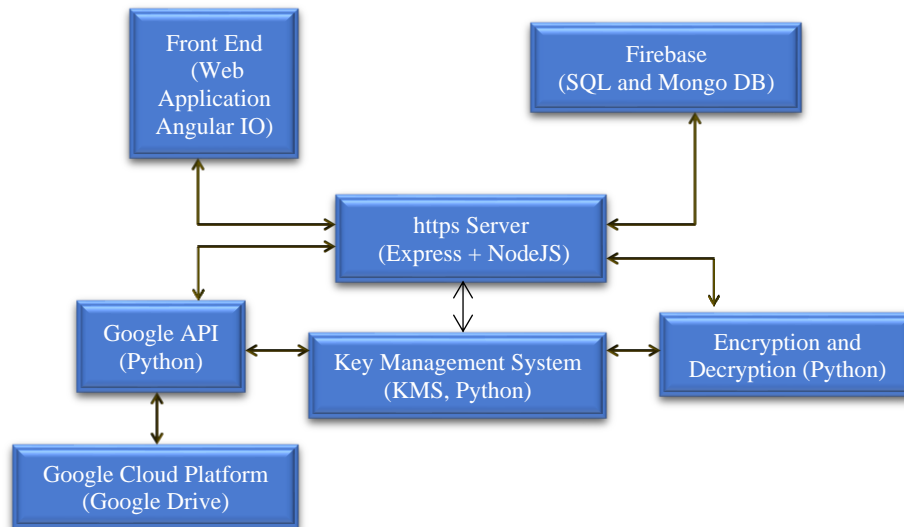 Front End
(Web
Application
Angular IO)
Firebase
(SQL and Mongo DB)
https Server
(Express + NodeJS)
Google API
(Python)
Key Management System
(KMS, Python)
Encryption and
Decryption (Python)
Google Cloud Platform
(Google Drive)